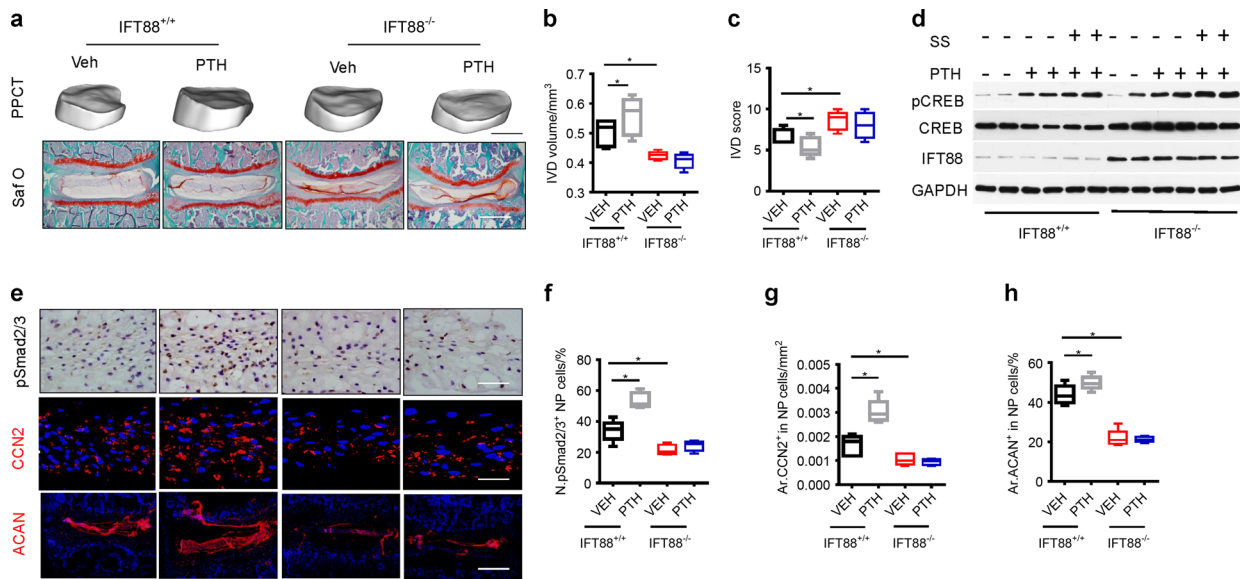 a
IFT88+/+
IFT88-/-
Veh
PTH
Veh
PTH
PPCT
Saf O
b
IVD volume/mm3
0.7
0.6
0.5
0.4
0.3
*
*
VEH
PTH
VEH
PTH
IFT88+/+
IFT88-/-
c
IVD score
15
10
5
0
*
*
VEH
PTH
VEH
PTH
IFT88+/+
IFT88-/-
d
SS - - - - + + - - - - + +
PTH - - + + + + - - + + + +
pCREB
CREB
IFT88
GAPDH
IFT88+/+
IFT88-/-
e
pSmad2/3
CCN2
ACAN
f
N.pSmad2/3+ NP cells/%
80
60
40
20
0
*
*
VEH
PTH
VEH
PTH
IFT88+/+
IFT88-/-
g
Ar.CCN2+ in NP cells/mm2
0.005
0.004
0.003
0.002
0.001
0.000
*
*
VEH
PTH
VEH
PTH
IFT88+/+
IFT88-/-
h
Ar.ACAN+ in NP cells/%
60
40
20
0
*
*
VEH
PTH
VEH
PTH
IFT88+/+
IFT88-/-